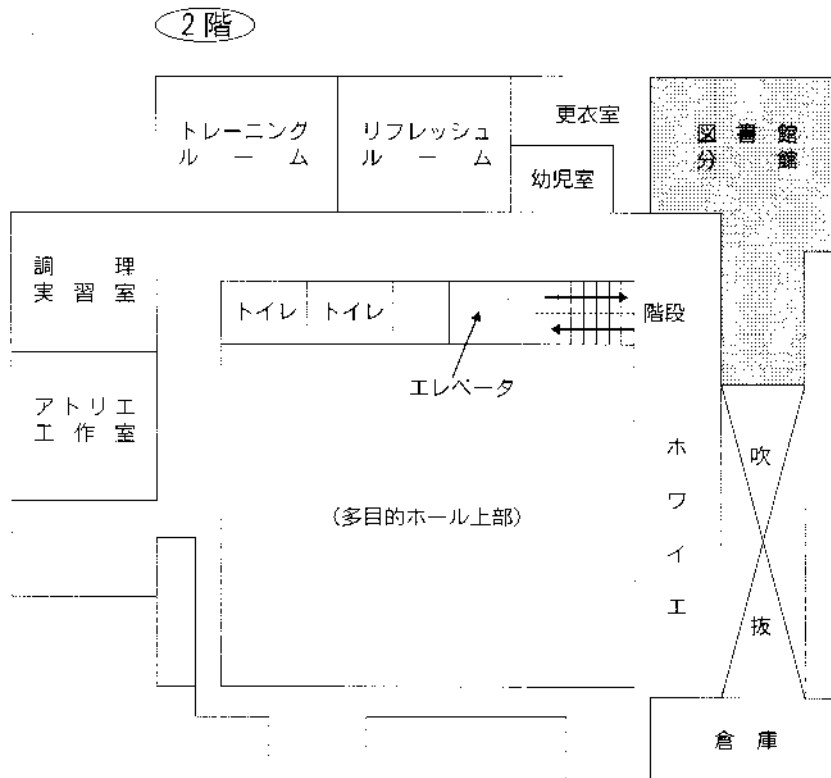 2階
トレーニング
ルーム
リフレッシュ
ルーム
更衣室
幼児室
図書館
分館
調理
実習室
トイレ
トイレ
階段
エレベータ
アトリエ
工作室
(多目的ホール上部)
ホワイエ
吹抜
倉庫